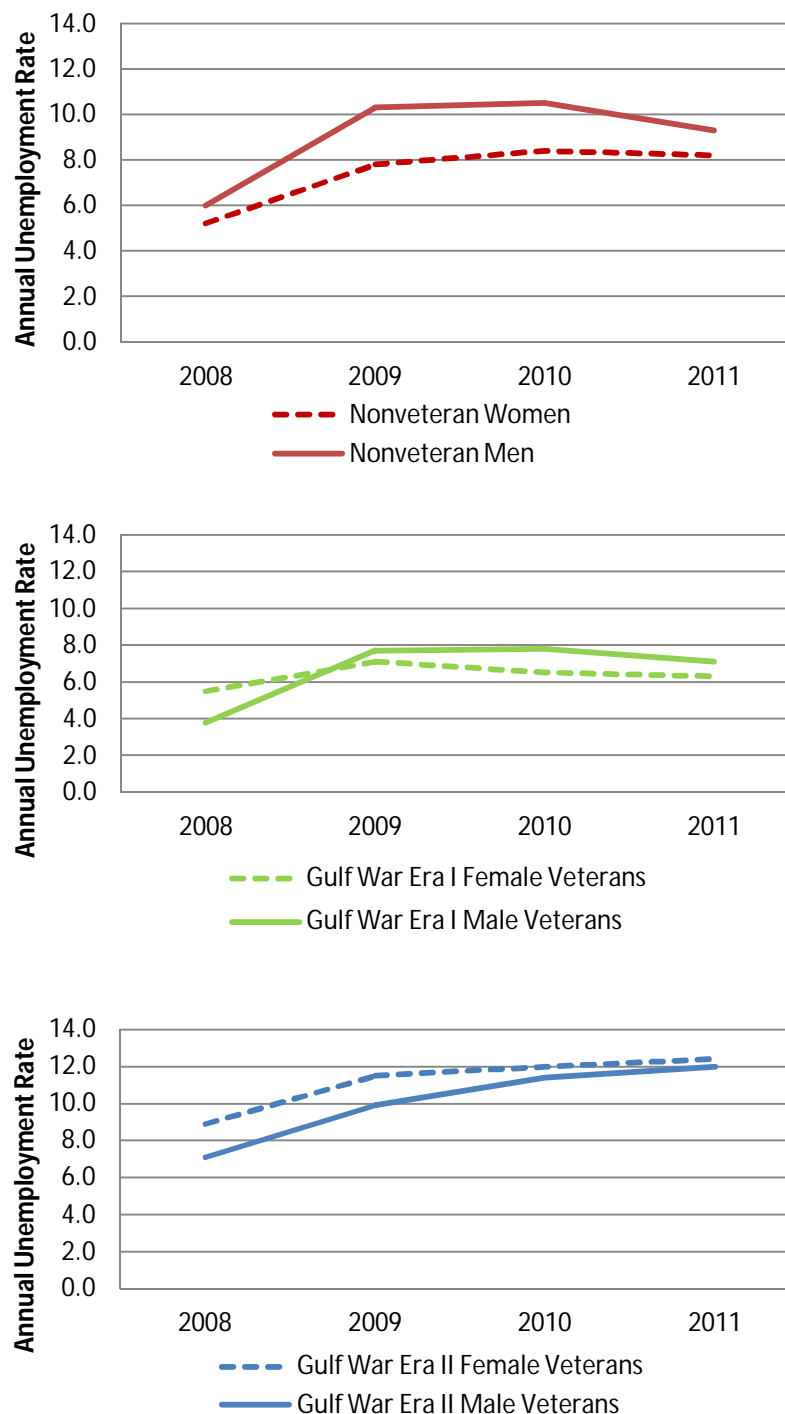 Annual Unemployment Rate
14.0
12.0
10.0
8.0
6.0
4.0
2.0
0.0
2008 2009 2010 2011
Nonveteran Women
Nonveteran Men
Annual Unemployment Rate
14.0
12.0
10.0
8.0
6.0
4.0
2.0
0.0
2008 2009 2010 2011
Gulf War Era I Female Veterans
Gulf War Era I Male Veterans
Annual Unemployment Rate
14.0
12.0
10.0
8.0
6.0
4.0
2.0
0.0
2008 2009 2010 2011
Gulf War Era II Female Veterans
Gulf War Era II Male Veterans